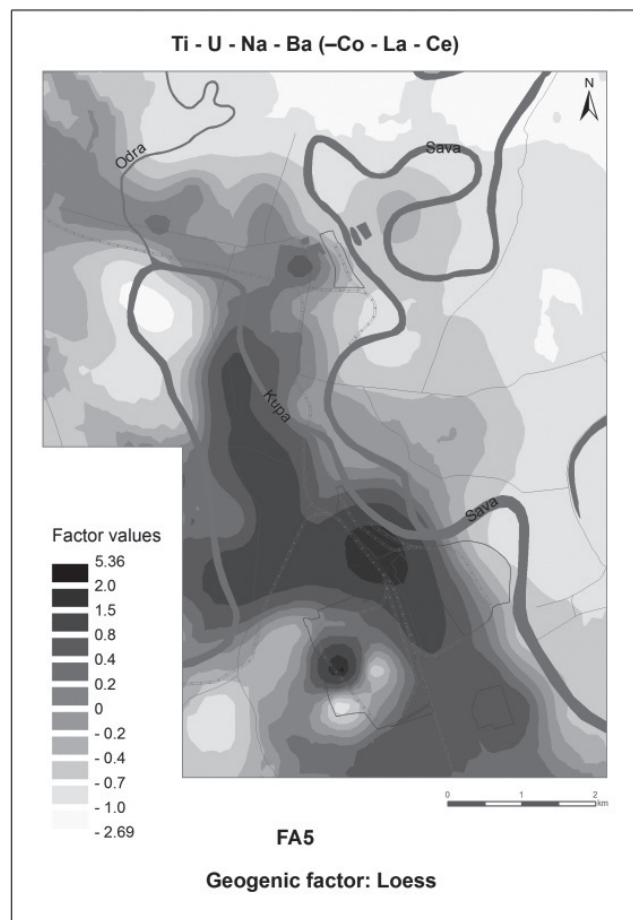 Ti - U - Na - Ba (–Co - La - Ce)
N
Odra
Sava
Kupa
Sava
Factor values
5.36
2.0
1.5
0.8
0.4
0.2
0
- 0.2
- 0.4
- 0.7
- 1.0
- 2.69
0 1 2
km
FA5
Geogenic factor: Loess